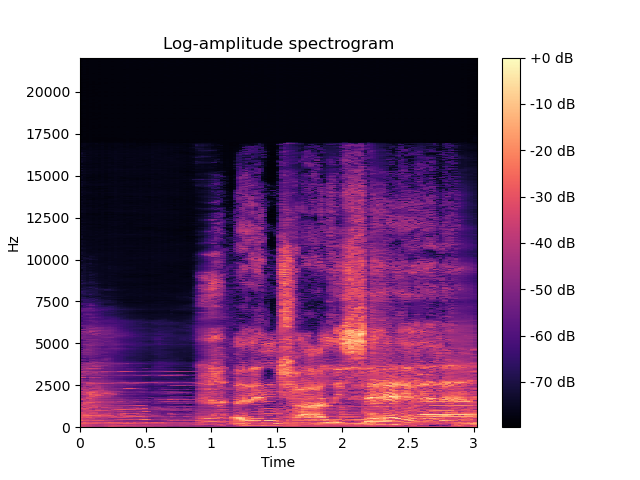 Log-amplitude spectrogram
Hz
20000
17500
15000
12500
10000
7500
5000
2500
0
0 0.5 1 1.5 2 2.5 3
Time
+0 dB
-10 dB
-20 dB
-30 dB
-40 dB
-50 dB
-60 dB
-70 dB